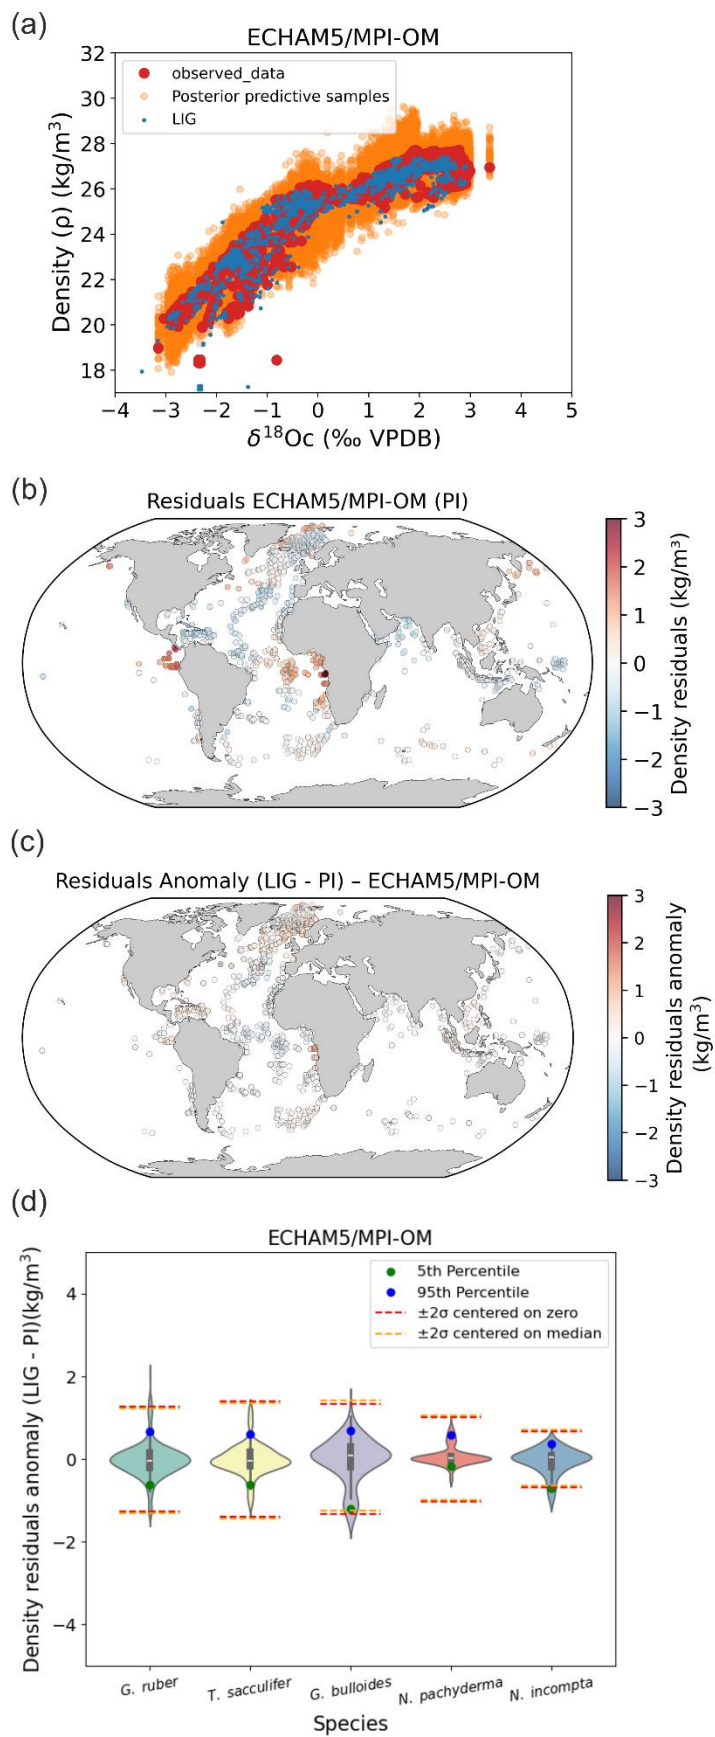 (a)
ECHAM5/MPI-OM
observed_data
Posterior predictive samples
LIG
Density (ρ) (kg/m³)
32
30
28
26
24
22
20
18
−4 −3 −2 −1 0 1 2 3 4 5
δ¹⁸Oc (‰ VPDB)
(b)
Residuals ECHAM5/MPI-OM (PI)
3
2
1
0
−1
−2
−3
Density residuals (kg/m³)
(c)
Residuals Anomaly (LIG - PI) – ECHAM5/MPI-OM
3
2
1
0
−1
−2
−3
Density residuals anomaly
(kg/m³)
(d)
ECHAM5/MPI-OM
5th Percentile
95th Percentile
±2σ centered on zero
±2σ centered on median
Density residuals anomaly (LIG - PI)(kg/m³)
4
2
0
−2
−4
G. ruber
T. sacculifer
G. bulloides
N. pachyderma
N. incompta
Species